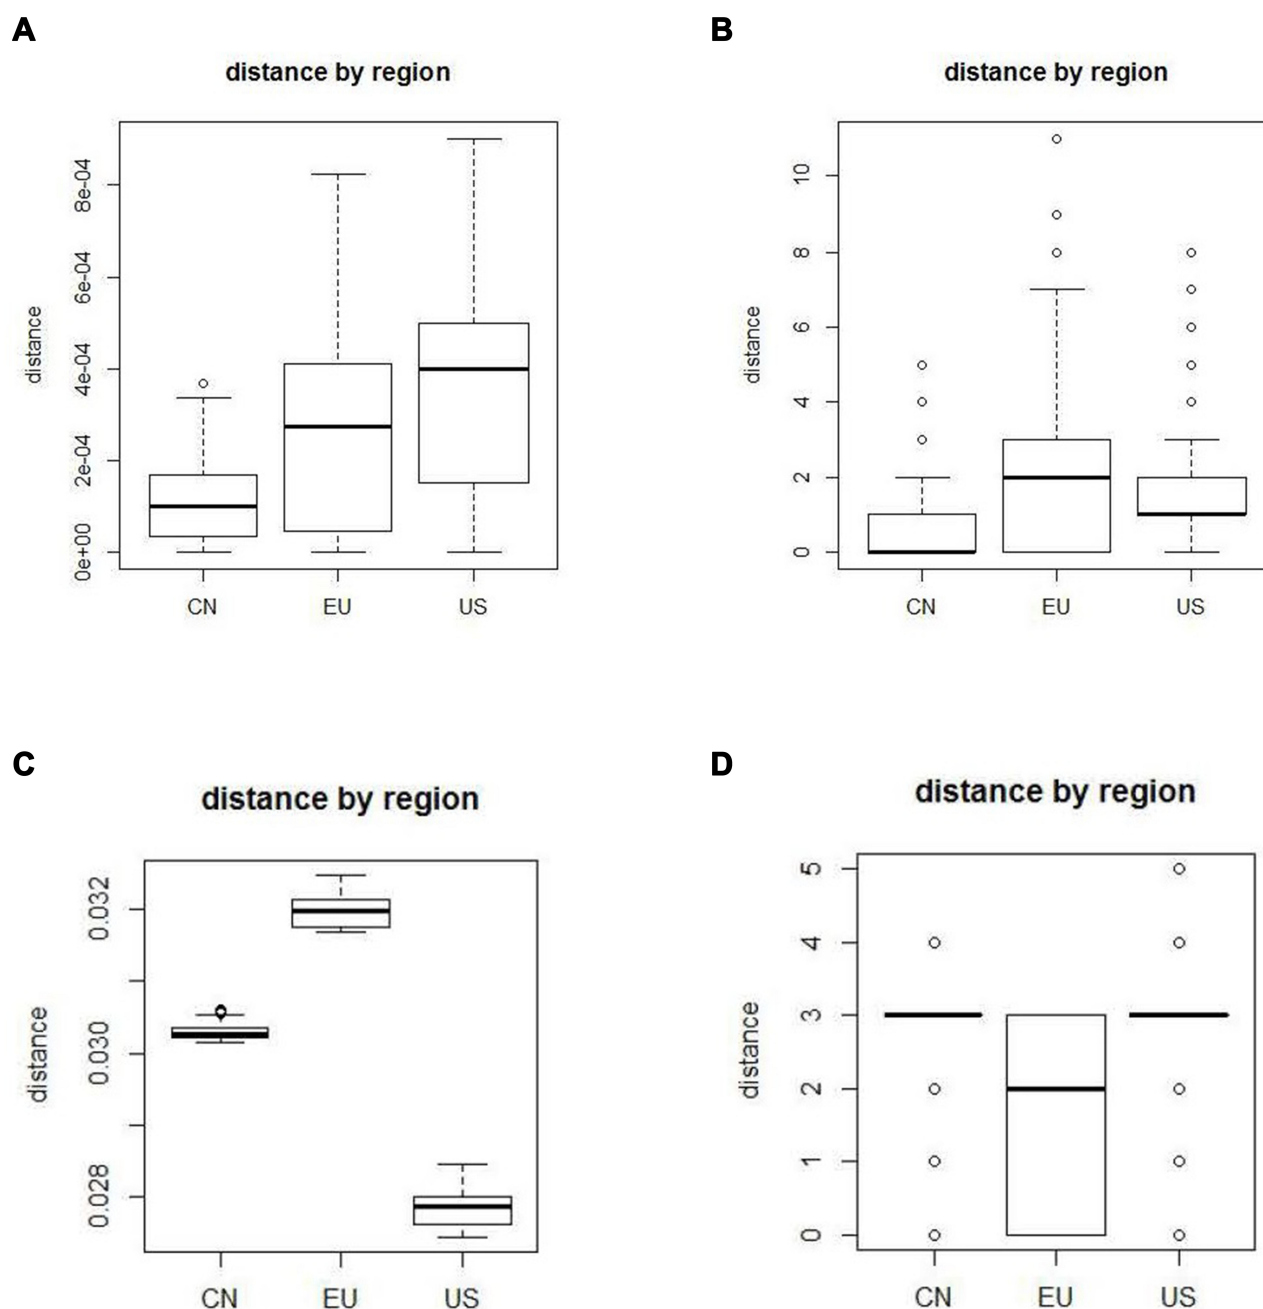 A
distance by region
distance
8e-04
6e-04
4e-04
2e-04
0e+00
CN EU US
B
distance by region
distance
10
8
6
4
2
0
CN EU US
C
distance by region
distance
0.032
0.030
0.028
CN EU US
D
distance by region
distance
5
4
3
2
1
0
CN EU US